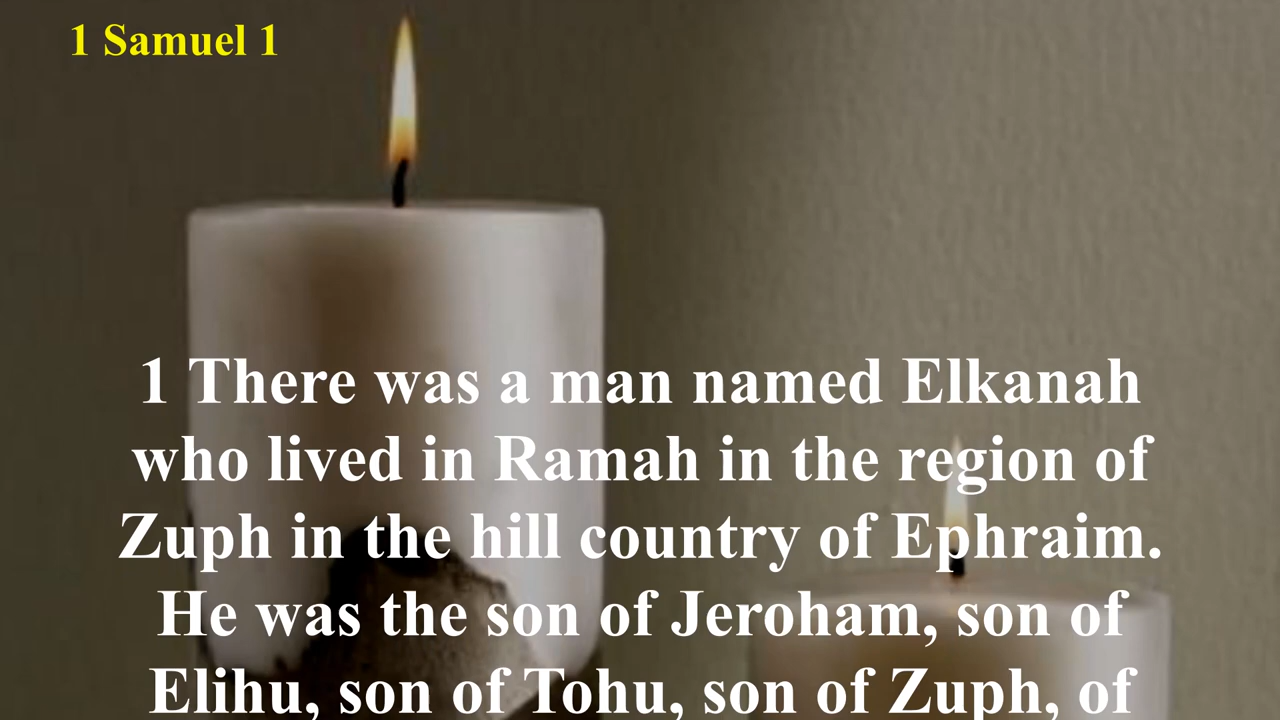 1 Samuel 1
1 There was a man named Elkanah
who lived in Ramah in the region of
Zuph in the hill country of Ephraim.
He was the son of Jeroham, son of
Elihu, son of Tohu, son of Zuph, of